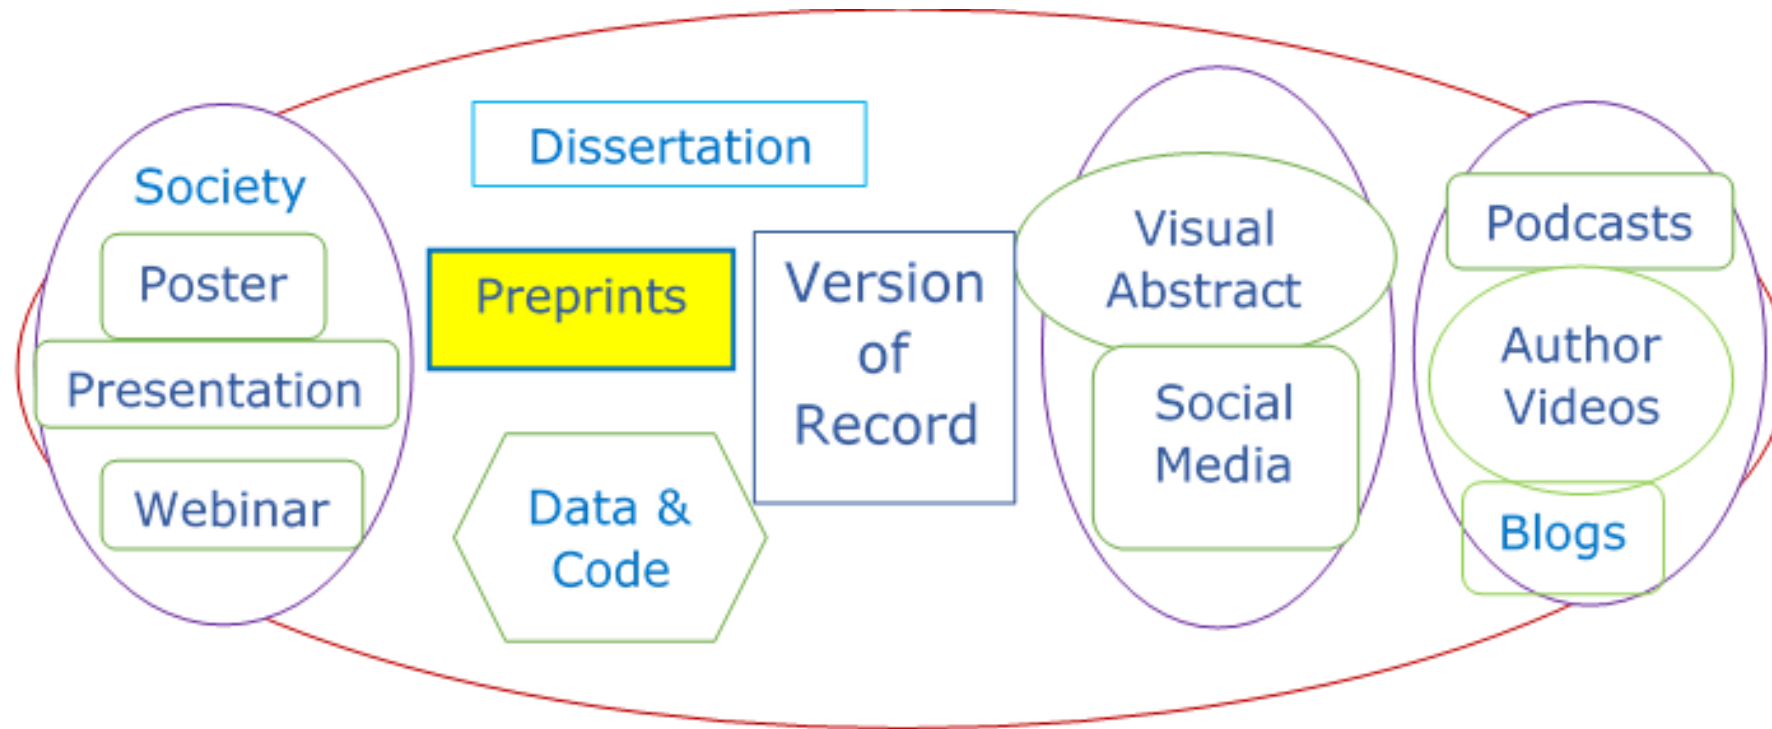 Society
Poster
Presentation
Webinar
Dissertation
Preprints
Data &
Code
Version
of
Record
Visual
Abstract
Social
Media
Podcasts
Author
Videos
Blogs